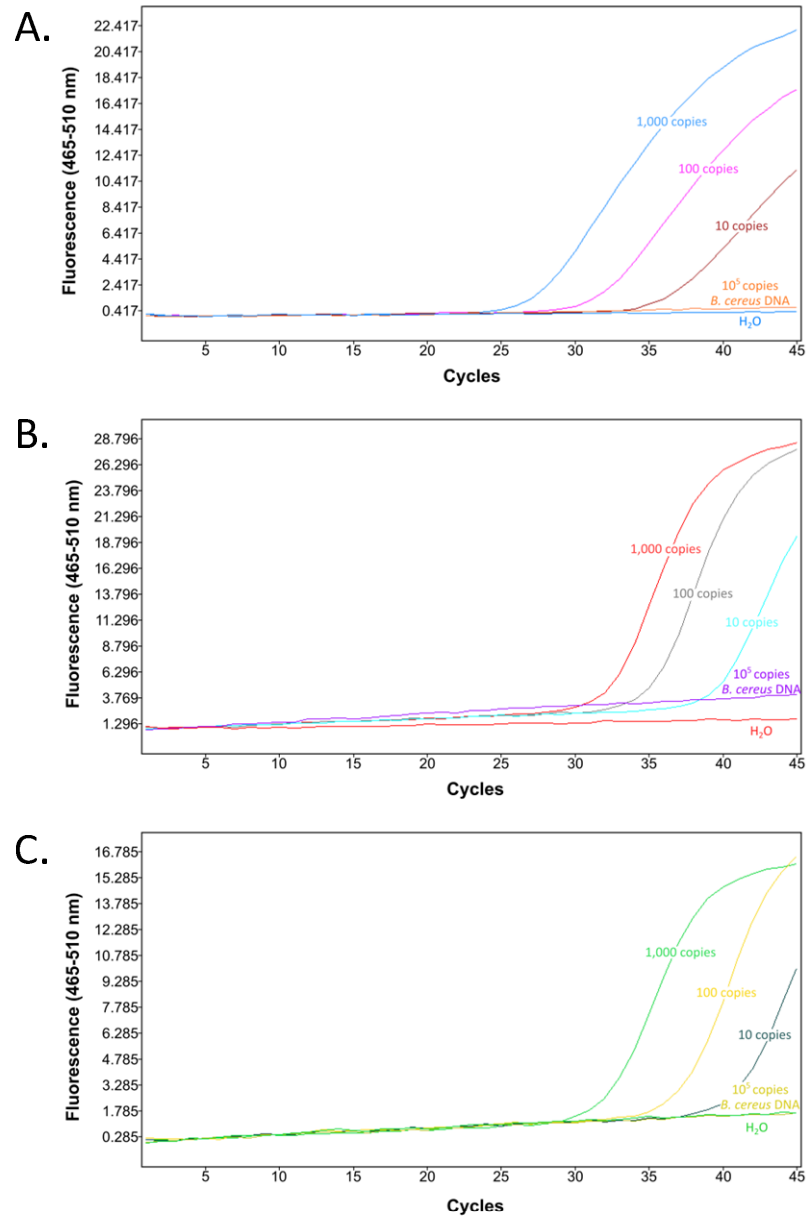 A.
Fluorescence (465-510 nm)
22.417
20.417
18.417
16.417
14.417
12.417
10.417
8.417
6.417
4.417
2.417
0.417
1,000 copies
100 copies
10 copies
10⁵ copies
B. cereus DNA
H₂O
5 10 15 20 25 30 35 40 45
Cycles
B.
Fluorescence (465-510 nm)
28.796
26.296
23.796
21.296
18.796
16.296
13.796
11.296
8.796
6.296
3.769
1.296
1,000 copies
100 copies
10 copies
10⁵ copies
B. cereus DNA
H₂O
5 10 15 20 25 30 35 40 45
Cycles
C.
Fluorescence (465-510 nm)
16.785
15.285
13.785
12.285
10.785
9.285
7.785
6.285
4.785
3.285
1.785
0.285
1,000 copies
100 copies
10 copies
10⁵ copies
B. cereus DNA
H₂O
5 10 15 20 25 30 35 40 45
Cycles